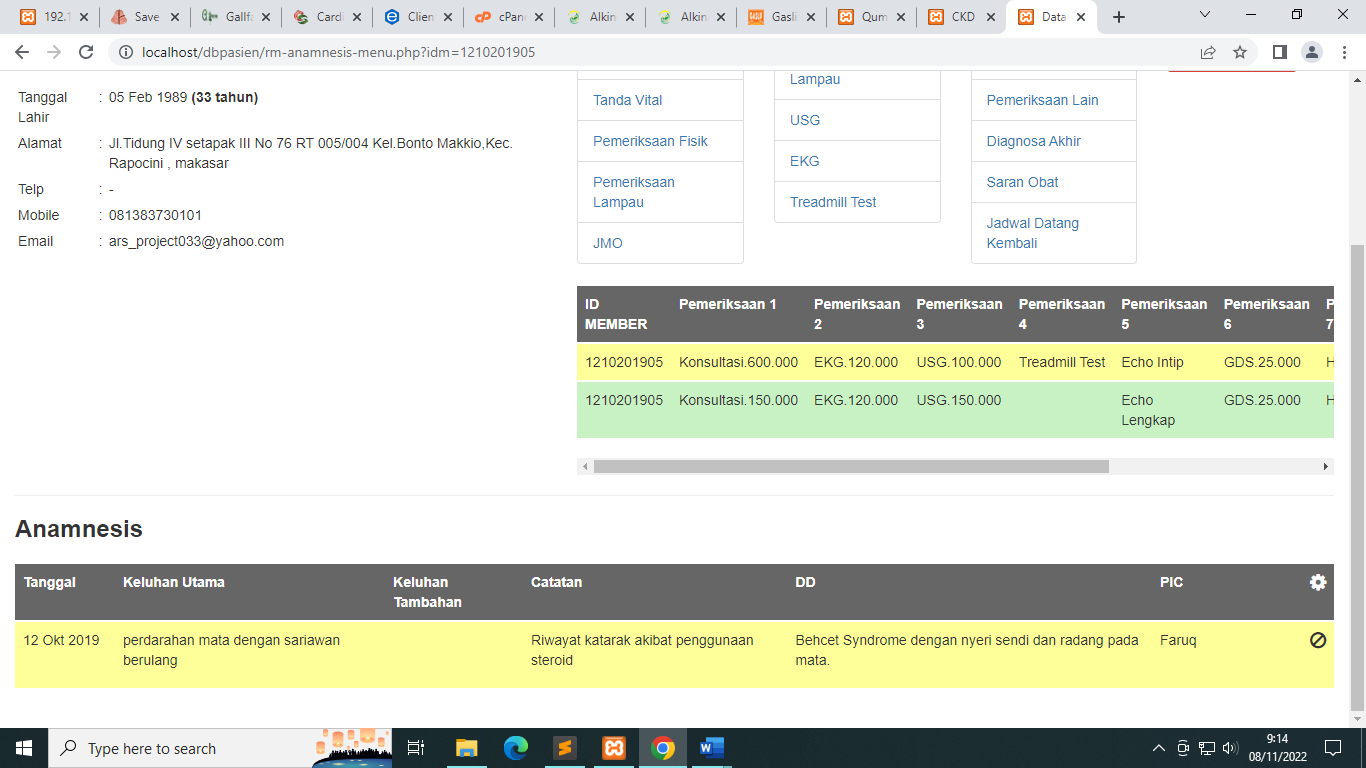 192.1
Save
Gallfa
Cardi
Clien
cPan
Alkin
Alkin
Gasli
Qum
CKD
Data
localhost/dbpasien/rm-anamnesis-menu.php?idm=1210201905
Tanggal Lahir : 05 Feb 1989 (33 tahun)
Alamat : Jl.Tidung IV setapak III No 76 RT 005/004 Kel.Bonto Makkio,Kec.
Rapocini , makasar
Telp : -
Mobile : 081383730101
Email : ars_project033@yahoo.com
Tanda Vital
Pemeriksaan Fisik
Pemeriksaan
Lampau
JMO
Lampau
USG
EKG
Treadmill Test
Pemeriksaan Lain
Diagnosa Akhir
Saran Obat
Jadwal Datang
Kembali
ID MEMBER Pemeriksaan 1 Pemeriksaan 2 Pemeriksaan 3 Pemeriksaan 4 Pemeriksaan 5 Pemeriksaan 6 P 7
1210201905 Konsultasi.600.000 EKG.120.000 USG.100.000 Treadmill Test Echo Intip GDS.25.000 H
1210201905 Konsultasi.150.000 EKG.120.000 USG.150.000 Echo Lengkap GDS.25.000 H
Anamnesis
Tanggal Keluhan Utama Keluhan Tambahan Catatan DD PIC
12 Okt 2019 perdarahan mata dengan sariawan berulang Riwayat katarak akibat penggunaan steroid Behcet Syndrome dengan nyeri sendi dan radang pada mata. Faruq
Type here to search
9:14
08/11/2022